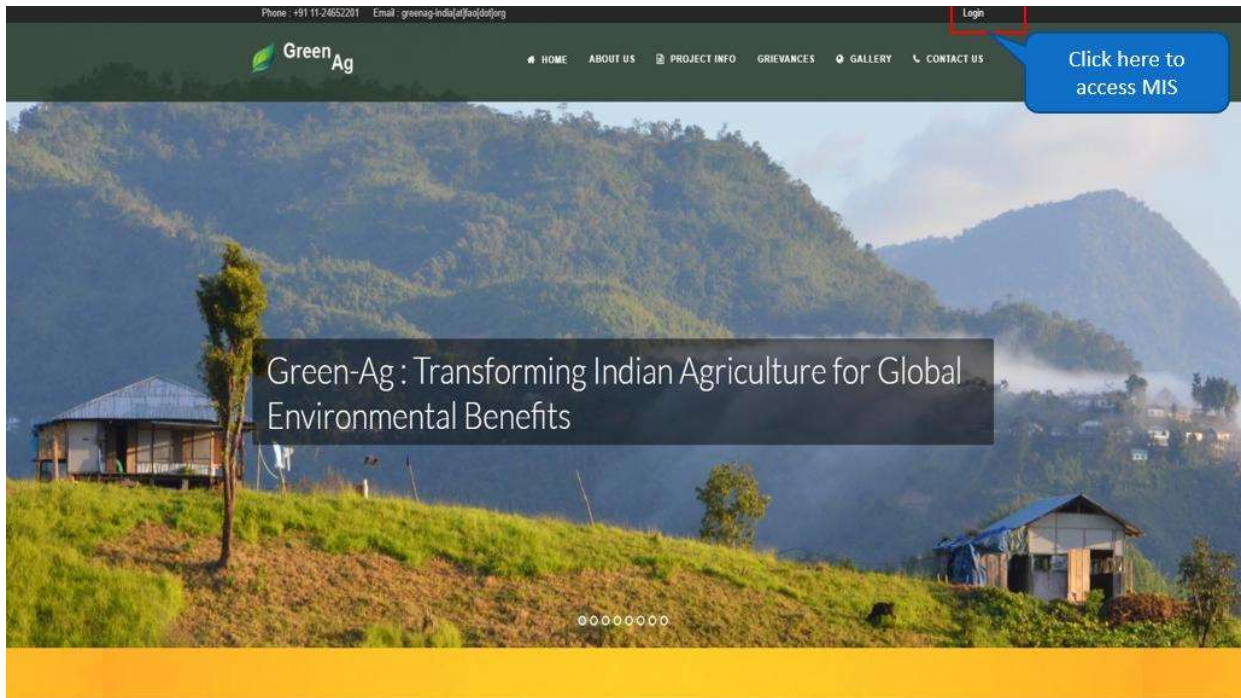 Phone : +91 11-24652201 Email : greenag-india[at]fao[dot]org Login
Green Ag
HOME ABOUT US PROJECT INFO GRIEVANCES GALLERY CONTACT US
Click here to
access MIS
Green-Ag : Transforming Indian Agriculture for Global
Environmental Benefits